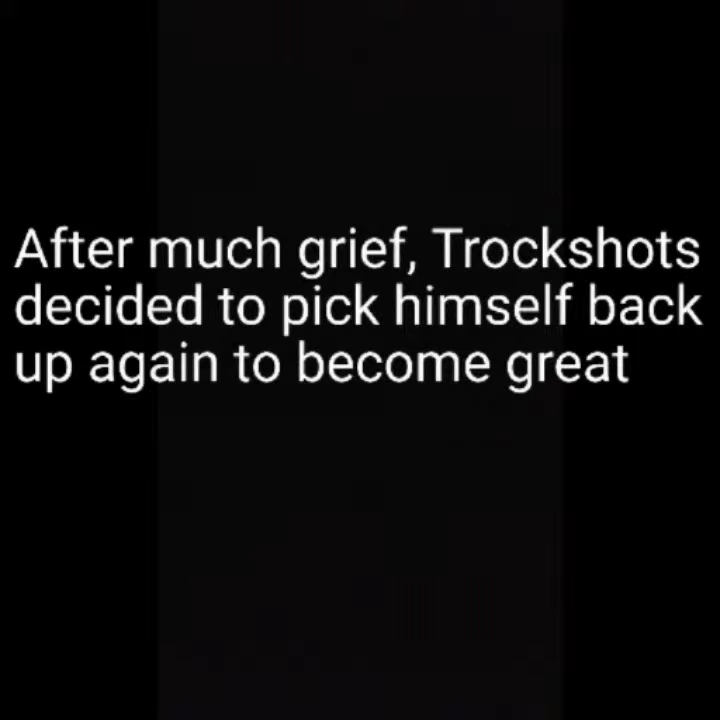 After much grief, Trockshots
decided to pick himself back
up again to become great